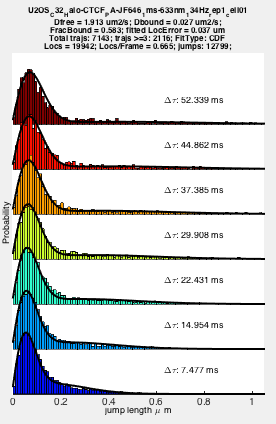 U2OS_C32_Halo-CTCF_PA-JF646_1ms-633nm_134Hz_rep1_cell01
Dfree = 1.913 um2/s; Dbound = 0.027 um2/s;
FracBound = 0.583; fitted LocError = 0.037 um
Total trajs: 7143; trajs >=3: 2116; FitType: CDF
Locs = 19942; Locs/Frame = 0.665; jumps: 12799;
Δτ: 52.339 ms
Δτ: 44.862 ms
Δτ: 37.385 ms
Δτ: 29.908 ms
Δτ: 22.431 ms
Δτ: 14.954 ms
Δτ: 7.477 ms
Probability
0 0.2 0.4 0.6 0.8 1
jump length μ m